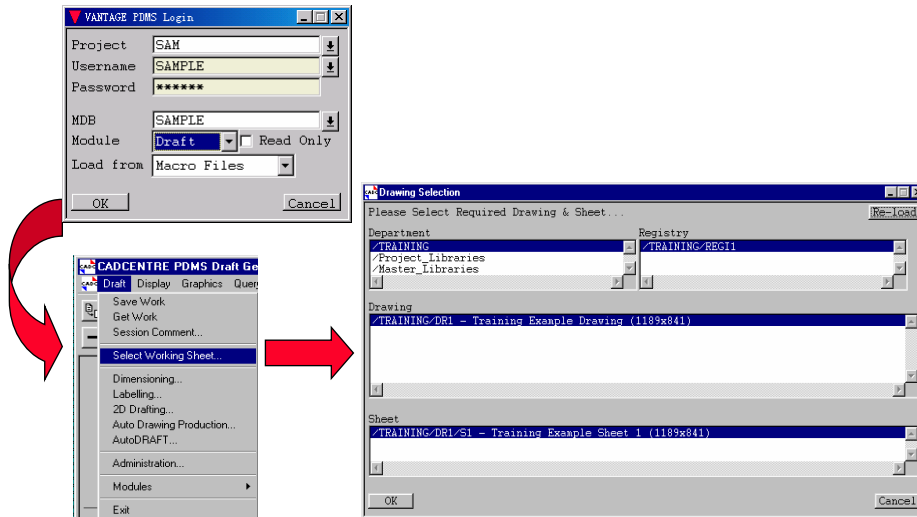 VANTAGE PDMS Login
Project SAM
Username SAMPLE
Password ******
MDB SAMPLE
Module Draft Read Only
Load from Macro Files
OK Cancel
CADCENTRE PDMS Draft Ge
Draft Display Graphics Query
Save Work
Get Work
Session Comment...
Select Working Sheet...
Dimensioning...
Labelling...
2D Drafting...
Auto Drawing Production...
AutoDRAFT...
Administration...
Modules
Exit
Drawing Selection
Please Select Required Drawing & Sheet... Re-load
Department Registry
/TRAINING /TRAINING/REGI1
/Project_Libraries
/Master_Libraries
Drawing
/TRAINING/DR1 - Training Example Drawing (1189x841)
Sheet
/TRAINING/DR1/S1 - Training Example Sheet 1 (1189x841)
OK Cancel